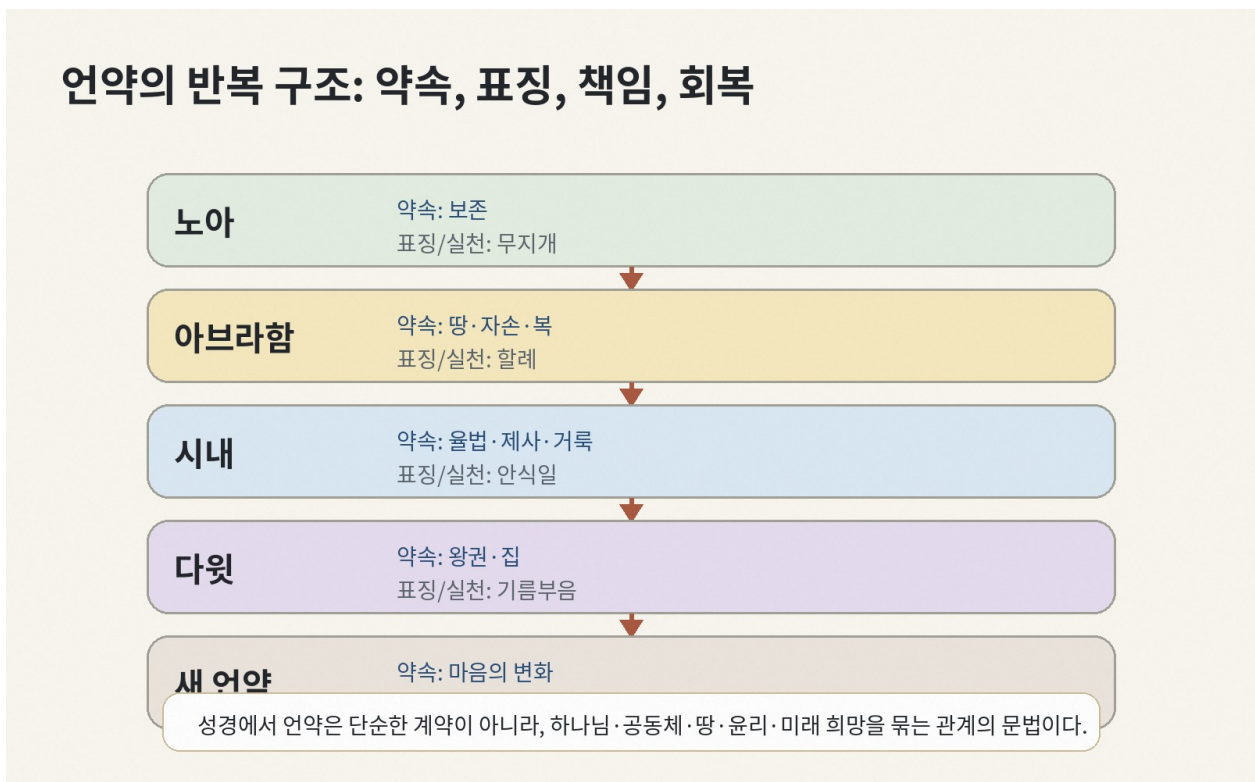 언약의 반복 구조: 약속, 표징, 책임, 회복
노아
약속: 보존
표징/실천: 무지개
아브라함
약속: 땅·자손·복
표징/실천: 할례
시내
약속: 율법·제사·거룩
표징/실천: 안식일
다윗
약속: 왕권·집
표징/실천: 기름부음
새 언약
약속: 마음의 변화
성경에서 언약은 단순한 계약이 아니라, 하나님·공동체·땅·윤리·미래 희망을 묶는 관계의 문법이다.